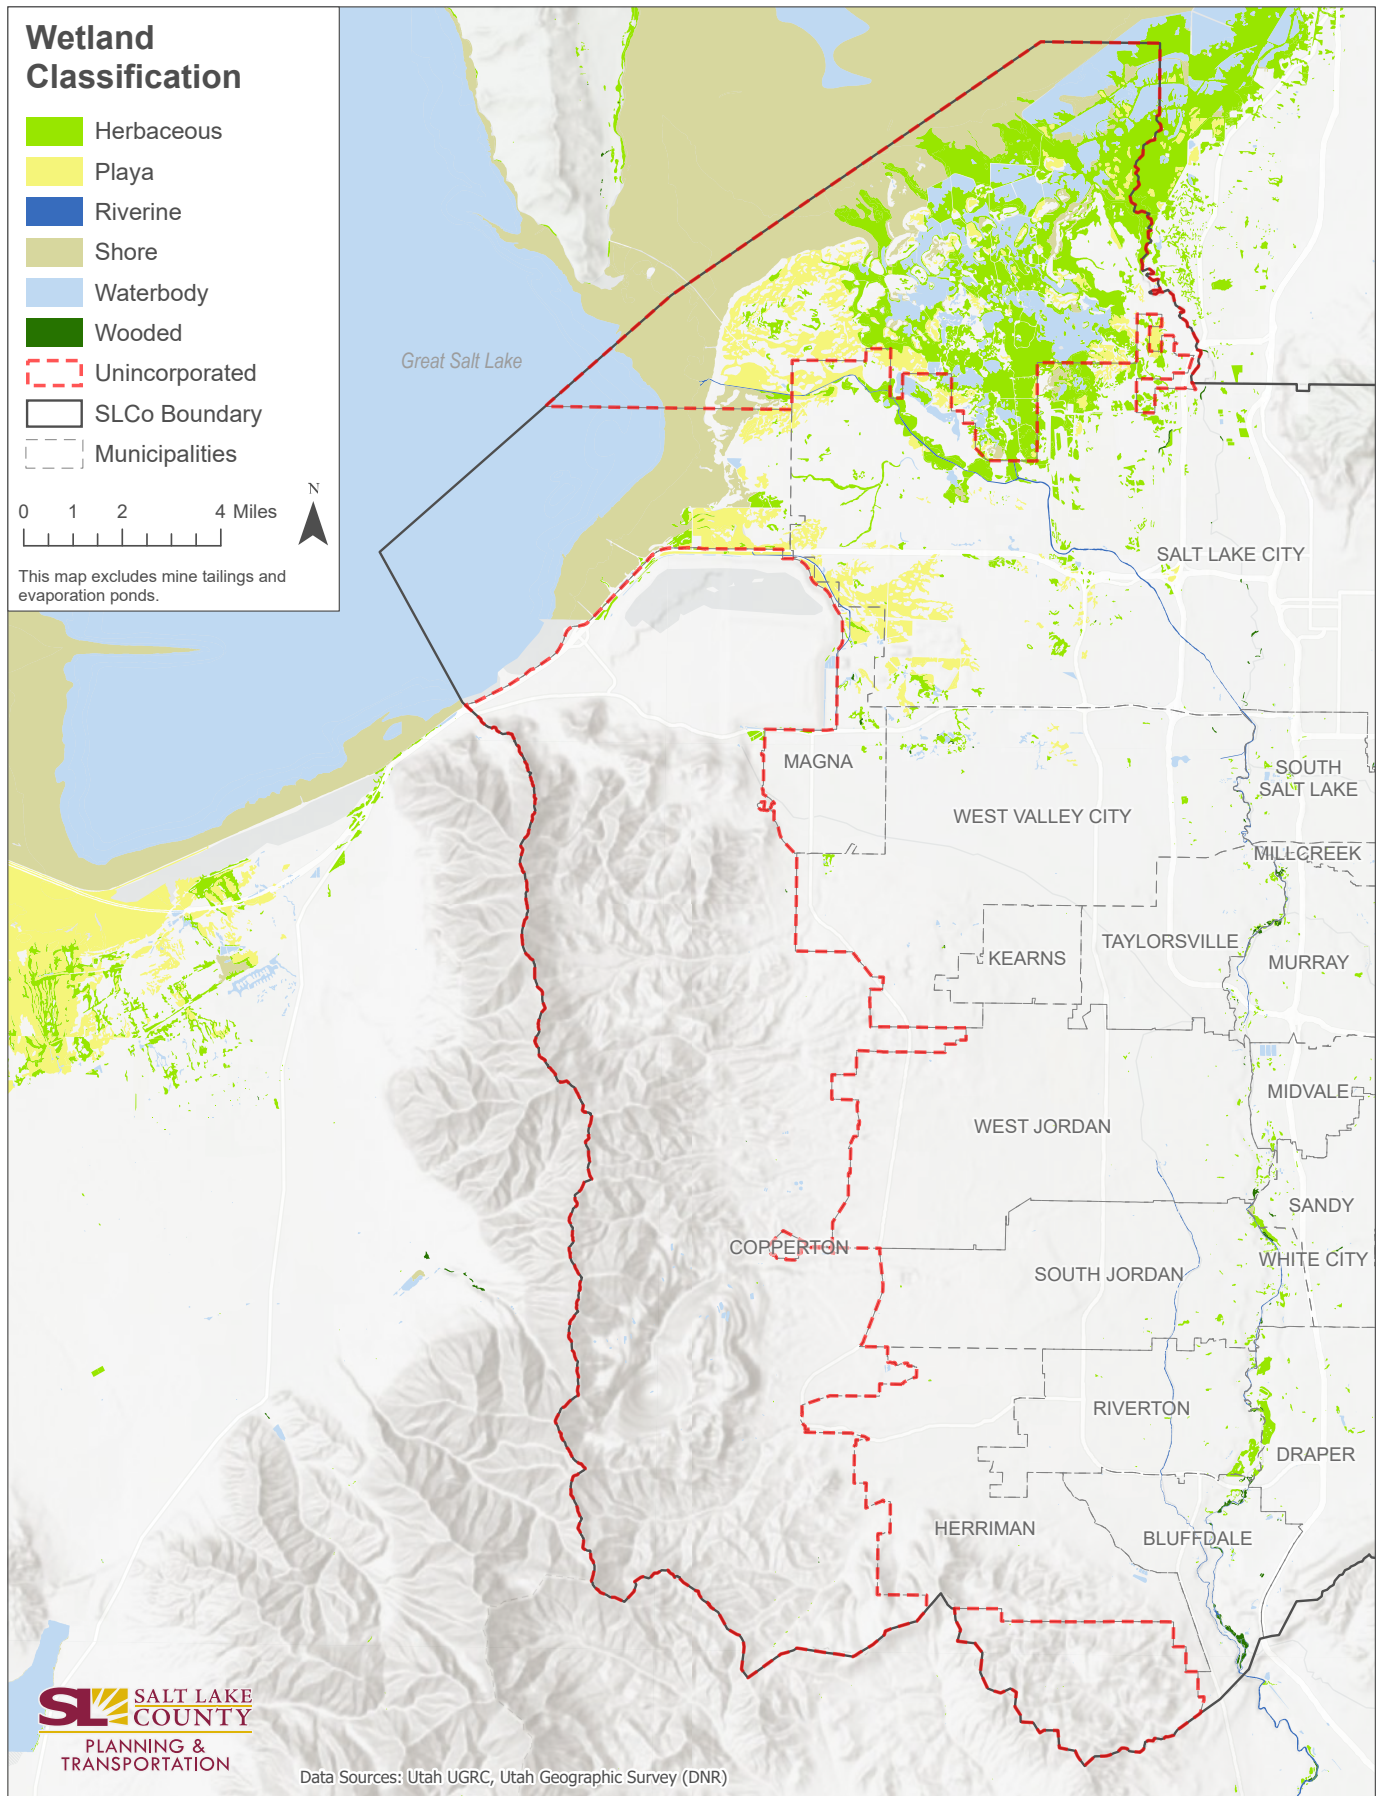 Wetland
Classification
Herbaceous
Playa
Riverine
Shore
Waterbody
Wooded
Unincorporated
SLCo Boundary
Municipalities
0 1 2 4 Miles
N
This map excludes mine tailings and
evaporation ponds.
Great Salt Lake
SALT LAKE CITY
MAGNA
SOUTH
SALT LAKE
WEST VALLEY CITY
MILLCREEK
TAYLORSVILLE
KEARNS
MURRAY
MIDVALE
WEST JORDAN
SANDY
COPPERTON
WHITE CITY
SOUTH JORDAN
RIVERTON
DRAPER
HERRIMAN
BLUFFDALE
SL SALT LAKE
COUNTY
PLANNING &
TRANSPORTATION
Data Sources: Utah UGRC, Utah Geographic Survey (DNR)